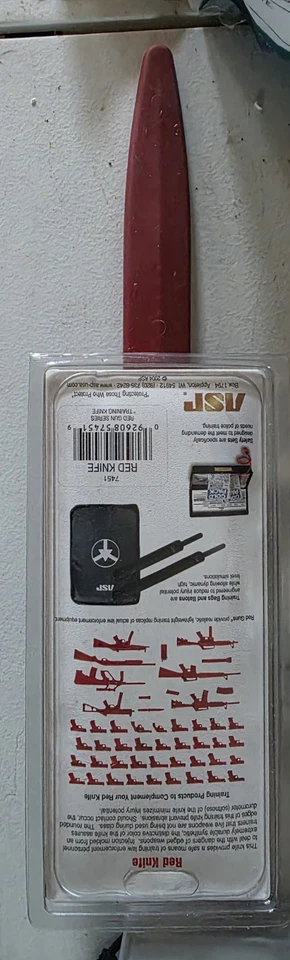 Red Knife
This knife provides a safe means of training law enforcement personnel
to deal with the dangers of edged weapons. Injection molded from an
extremely durable synthetic, the distinctive color of the knife assures
trainers that live weapons are not being used during class. The rounded
edges of the training knife prevent abrasions. Should contact occur, the
durometer (softness) of the knife minimizes injury potential.
Training Products to Complement Your Red Knife
Red Guns provide realistic, lightweight training replicas of actual law enforcement equipment.
Training Bags and Batons are
engineered to reduce injury potential
while allowing dynamic, high
level simulations.
ASP
7451
RED KNIFE
0 92608 57451 9
RED GUN SERIES
TRAINING KNIFE
Safety Sets are specifically
designed to meet the demanding
needs of police training.
ASP
"Protecting Those Who Protect"
Box 1794 Appleton, WI 54912 (920) 735-6242 www.asp-usa.com
© 2004 ASP